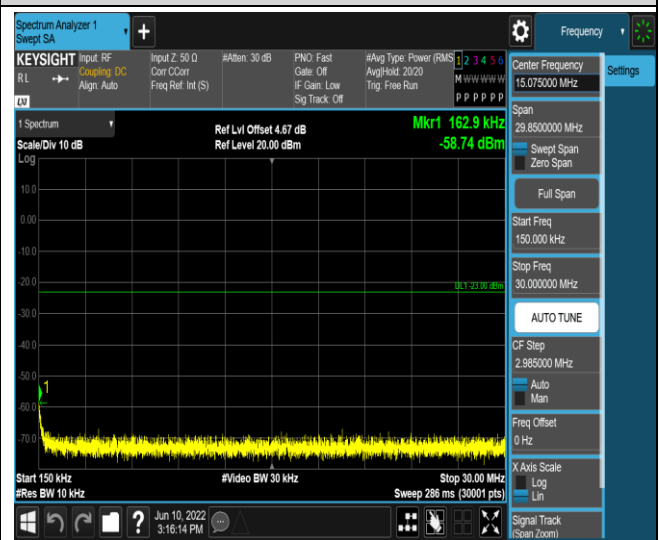 Spectrum Analyzer 1
Swept SA
+
Frequency
KEYSIGHT
RL
Input: RF
Coupling: DC
Align: Auto
Input Z: 50 Ω
Corr CCorr
Freq Ref: Int (S)
#Atten: 30 dB
PNO: Fast
Gate: Off
IF Gain: Low
Sig Track: Off
#Avg Type: Power (RMS
Avg|Hold: 20/20
Trig: Free Run
1 2 3 4 5 6
M W W W W W
P P P P P P
LXI
1 Spectrum
Scale/Div 10 dB
Ref Lvl Offset 4.67 dB
Ref Level 20.00 dBm
Mkr1 162.9 kHz
-58.74 dBm
Log
10.0
0.00
-10.0
-20.0
-30.0
-40.0
-50.0
-60.0
-70.0
DL1 -23.00 dBm
1
Start 150 kHz
#Res BW 10 kHz
#Video BW 30 kHz
Stop 30.00 MHz
Sweep 286 ms (30001 pts)
?
Jun 10, 2022
3:16:14 PM
Center Frequency
15.075000 MHz
Span
29.8500000 MHz
Swept Span
Zero Span
Full Span
Start Freq
150.000 kHz
Stop Freq
30.000000 MHz
AUTO TUNE
CF Step
2.985000 MHz
Auto
Man
Freq Offset
0 Hz
X Axis Scale
Log
Lin
Signal Track
(Span Zoom)
Settings